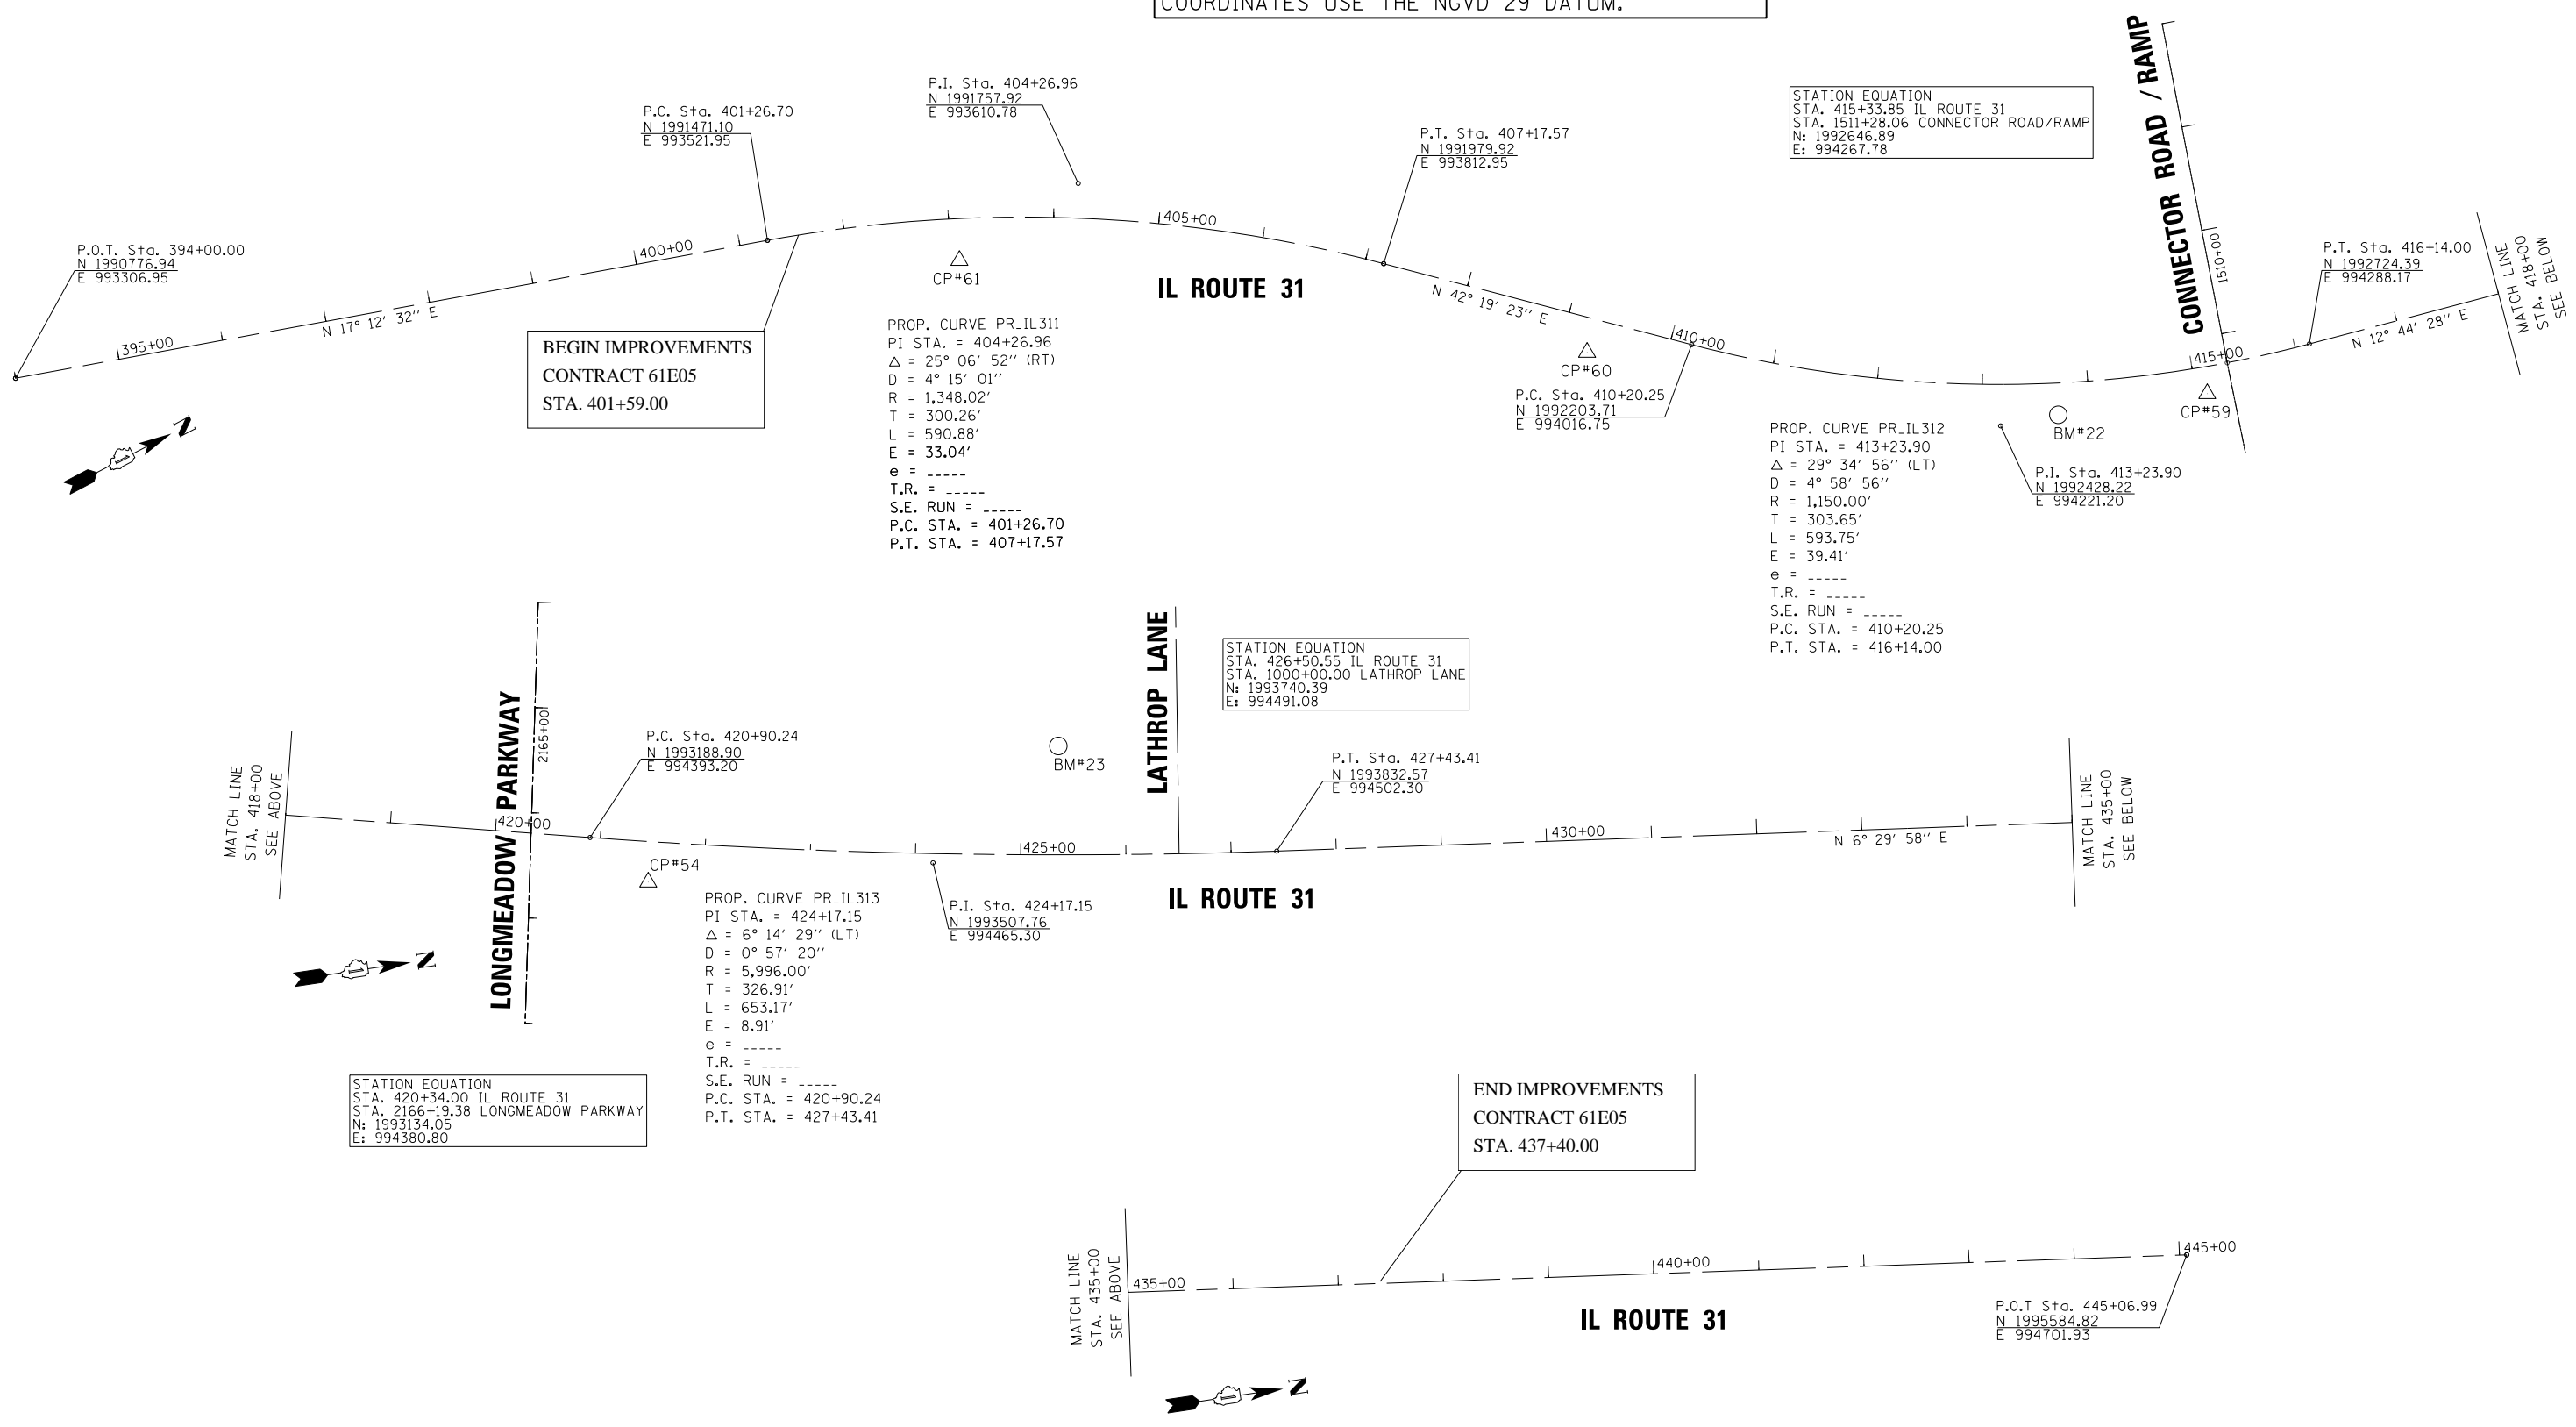 COORDINATES USE THE NGVD 29 DATUM.
P.O.T. Sta. 394+00.00
N 1990776.94
E 993306.95
395+00
N 17° 12' 32'' E
400+00
P.C. Sta. 401+26.70
N 1991471.10
E 993521.95
P.I. Sta. 404+26.96
N 1991757.92
E 993610.78
405+00
CP#61
IL ROUTE 31
P.T. Sta. 407+17.57
N 1991979.92
E 993812.95
N 42° 19' 23'' E
410+00
CP#60
P.C. Sta. 410+20.25
N 1992203.71
E 994016.75
STATION EQUATION
STA. 415+33.85 IL ROUTE 31
STA. 1511+28.06 CONNECTOR ROAD/RAMP
N: 1992646.89
E: 994267.78
CONNECTOR ROAD / RAMP
1510+00
415+00
CP#59
BM#22
P.T. Sta. 416+14.00
N 1992724.39
E 994288.17
N 12° 44' 28'' E
MATCH LINE
STA. 418+00
SEE BELOW
P.I. Sta. 413+23.90
N 1992428.22
E 994221.20
N
BEGIN IMPROVEMENTS
CONTRACT 61E05
STA. 401+59.00
PROP. CURVE PR_IL311
PI STA. = 404+26.96
Δ = 25° 06' 52'' (RT)
D = 4° 15' 01''
R = 1,348.02'
T = 300.26'
L = 590.88'
E = 33.04'
e = _____
T.R. = _____
S.E. RUN = _____
P.C. STA. = 401+26.70
P.T. STA. = 407+17.57
PROP. CURVE PR_IL312
PI STA. = 413+23.90
Δ = 29° 34' 56'' (LT)
D = 4° 58' 56''
R = 1,150.00'
T = 303.65'
L = 593.75'
E = 39.41'
e = _____
T.R. = _____
S.E. RUN = _____
P.C. STA. = 410+20.25
P.T. STA. = 416+14.00
MATCH LINE
STA. 418+00
SEE ABOVE
LONGMEADOW PARKWAY
2165+00
420+00
P.C. Sta. 420+90.24
N 1993188.90
E 994393.20
CP#54
BM#23
425+00
LATHROP LANE
STATION EQUATION
STA. 426+50.55 IL ROUTE 31
STA. 1000+00.00 LATHROP LANE
N: 1993740.39
E: 994491.08
P.T. Sta. 427+43.41
N 1993832.57
E 994502.30
430+00
N 6° 29' 58'' E
MATCH LINE
STA. 435+00
SEE BELOW
IL ROUTE 31
P.I. Sta. 424+17.15
N 1993507.76
E 994465.30
PROP. CURVE PR_IL313
PI STA. = 424+17.15
Δ = 6° 14' 29'' (LT)
D = 0° 57' 20''
R = 5,996.00'
T = 326.91'
L = 653.17'
E = 8.91'
e = _____
T.R. = _____
S.E. RUN = _____
P.C. STA. = 420+90.24
P.T. STA. = 427+43.41
N
STATION EQUATION
STA. 420+34.00 IL ROUTE 31
STA. 2166+19.38 LONGMEADOW PARKWAY
N: 1993134.05
E: 994380.80
END IMPROVEMENTS
CONTRACT 61E05
STA. 437+40.00
MATCH LINE
STA. 435+00
SEE ABOVE
435+00
440+00
445+00
IL ROUTE 31
P.O.T Sta. 445+06.99
N 1995584.82
E 994701.93
N